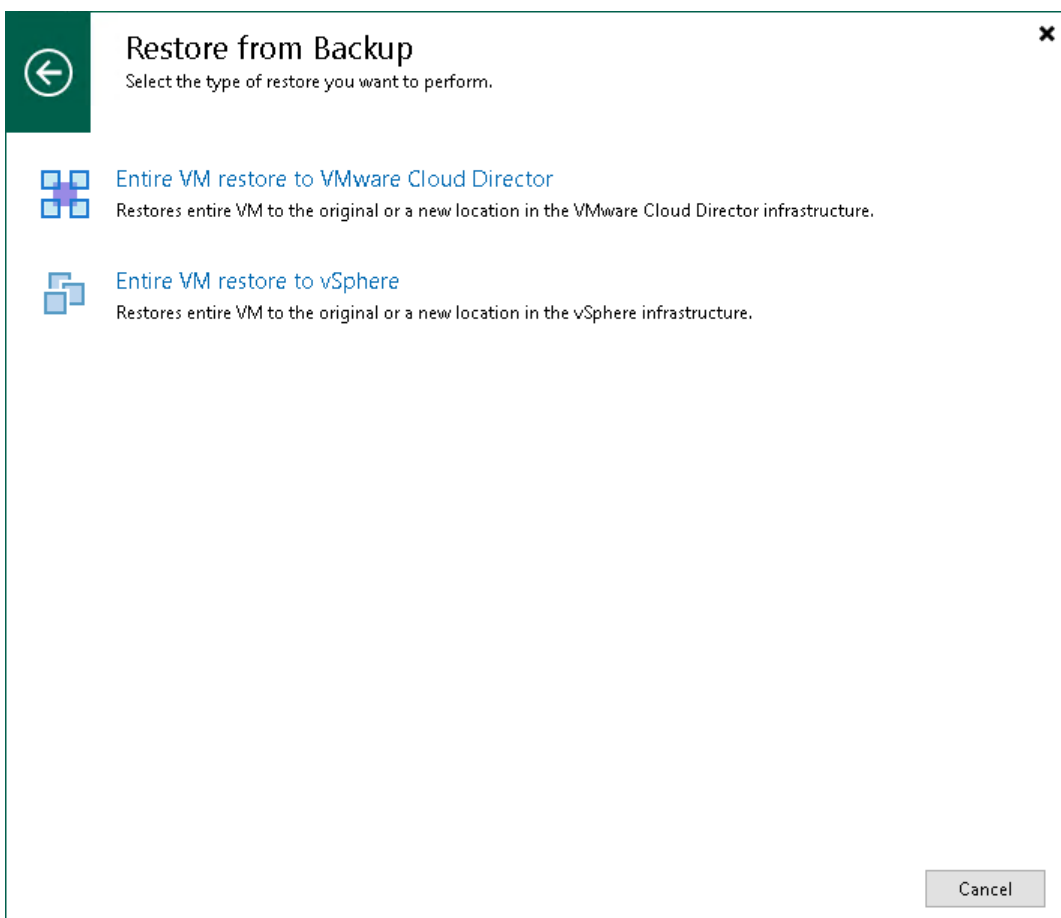 Restore from Backup
Select the type of restore you want to perform.
Entire VM restore to VMware Cloud Director
Restores entire VM to the original or a new location in the VMware Cloud Director infrastructure.
Entire VM restore to vSphere
Restores entire VM to the original or a new location in the vSphere infrastructure.
Cancel